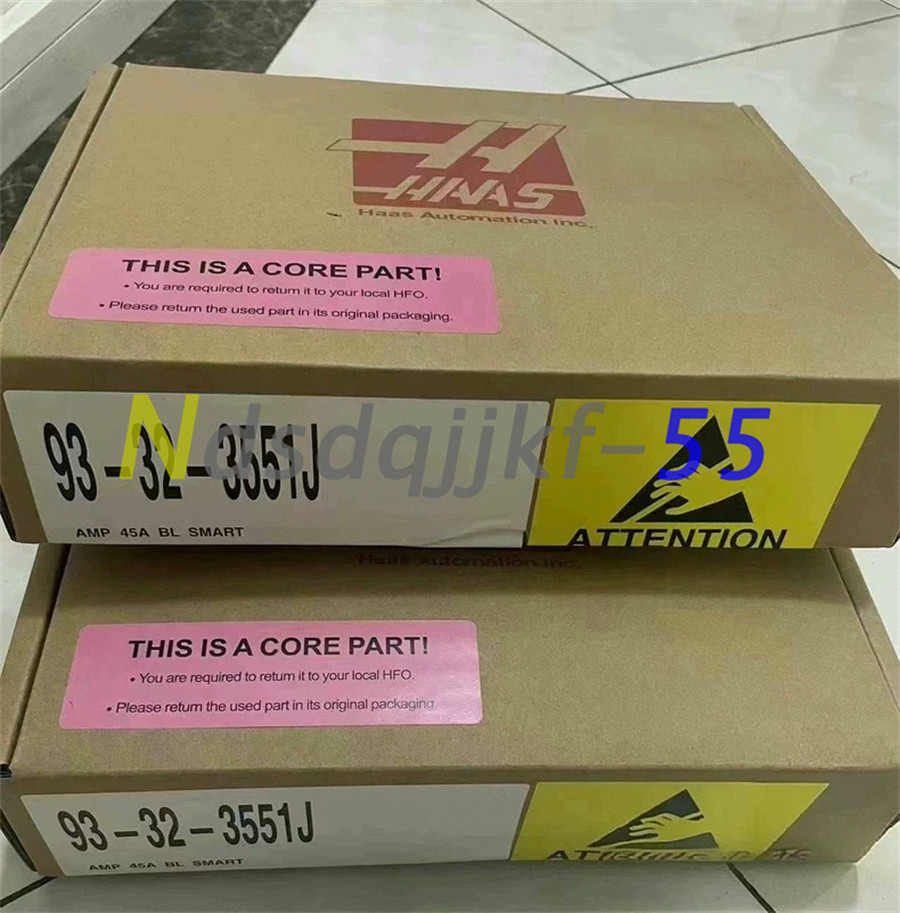 HAAS
Haas Automation Inc.
THIS IS A CORE PART!
• You are required to return it to your local HFO.
• Please return the used part in its original packaging.
93-32-3551J
Ndsdqjjkf-55
AMP 45A BL SMART
ATTENTION
Haas Automation Inc.
THIS IS A CORE PART!
• You are required to return it to your local HFO.
• Please return the used part in its original packaging.
93-32-3551J
AMP 45A BL SMART